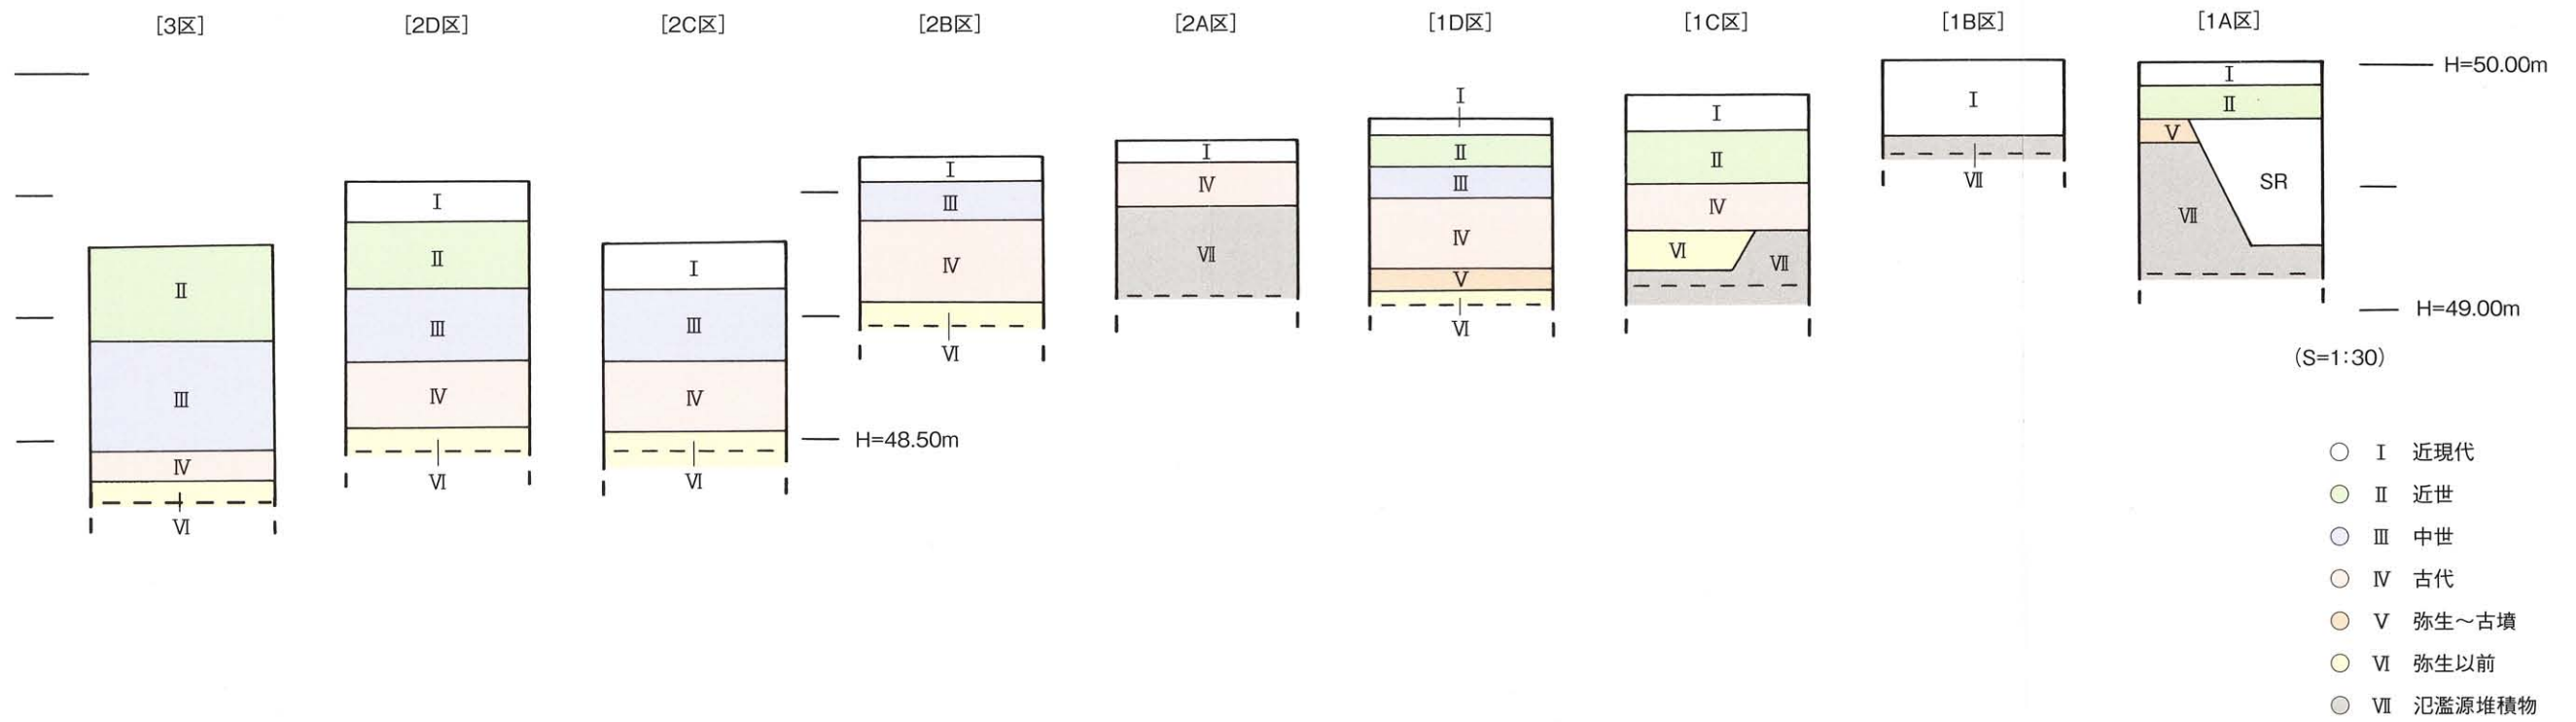 [3区]
[2D区]
[2C区]
[2B区]
[2A区]
[1D区]
[1C区]
[1B区]
[1A区]
Ⅱ
Ⅲ
Ⅳ
Ⅵ
Ⅰ
Ⅱ
Ⅲ
Ⅳ
Ⅵ
Ⅰ
Ⅲ
Ⅳ
Ⅵ
Ⅰ
Ⅲ
Ⅳ
Ⅵ
Ⅰ
Ⅳ
Ⅶ
Ⅰ
Ⅱ
Ⅲ
Ⅳ
Ⅴ
Ⅵ
Ⅰ
Ⅱ
Ⅳ
Ⅵ
Ⅶ
Ⅰ
Ⅶ
Ⅰ
Ⅱ
Ⅴ
SR
Ⅶ
H=50.00m
H=49.00m
(S=1:30)
H=48.50m
Ⅰ 近現代
Ⅱ 近世
Ⅲ 中世
Ⅳ 古代
Ⅴ 弥生～古墳
Ⅵ 弥生以前
Ⅶ 氾濫源堆積物